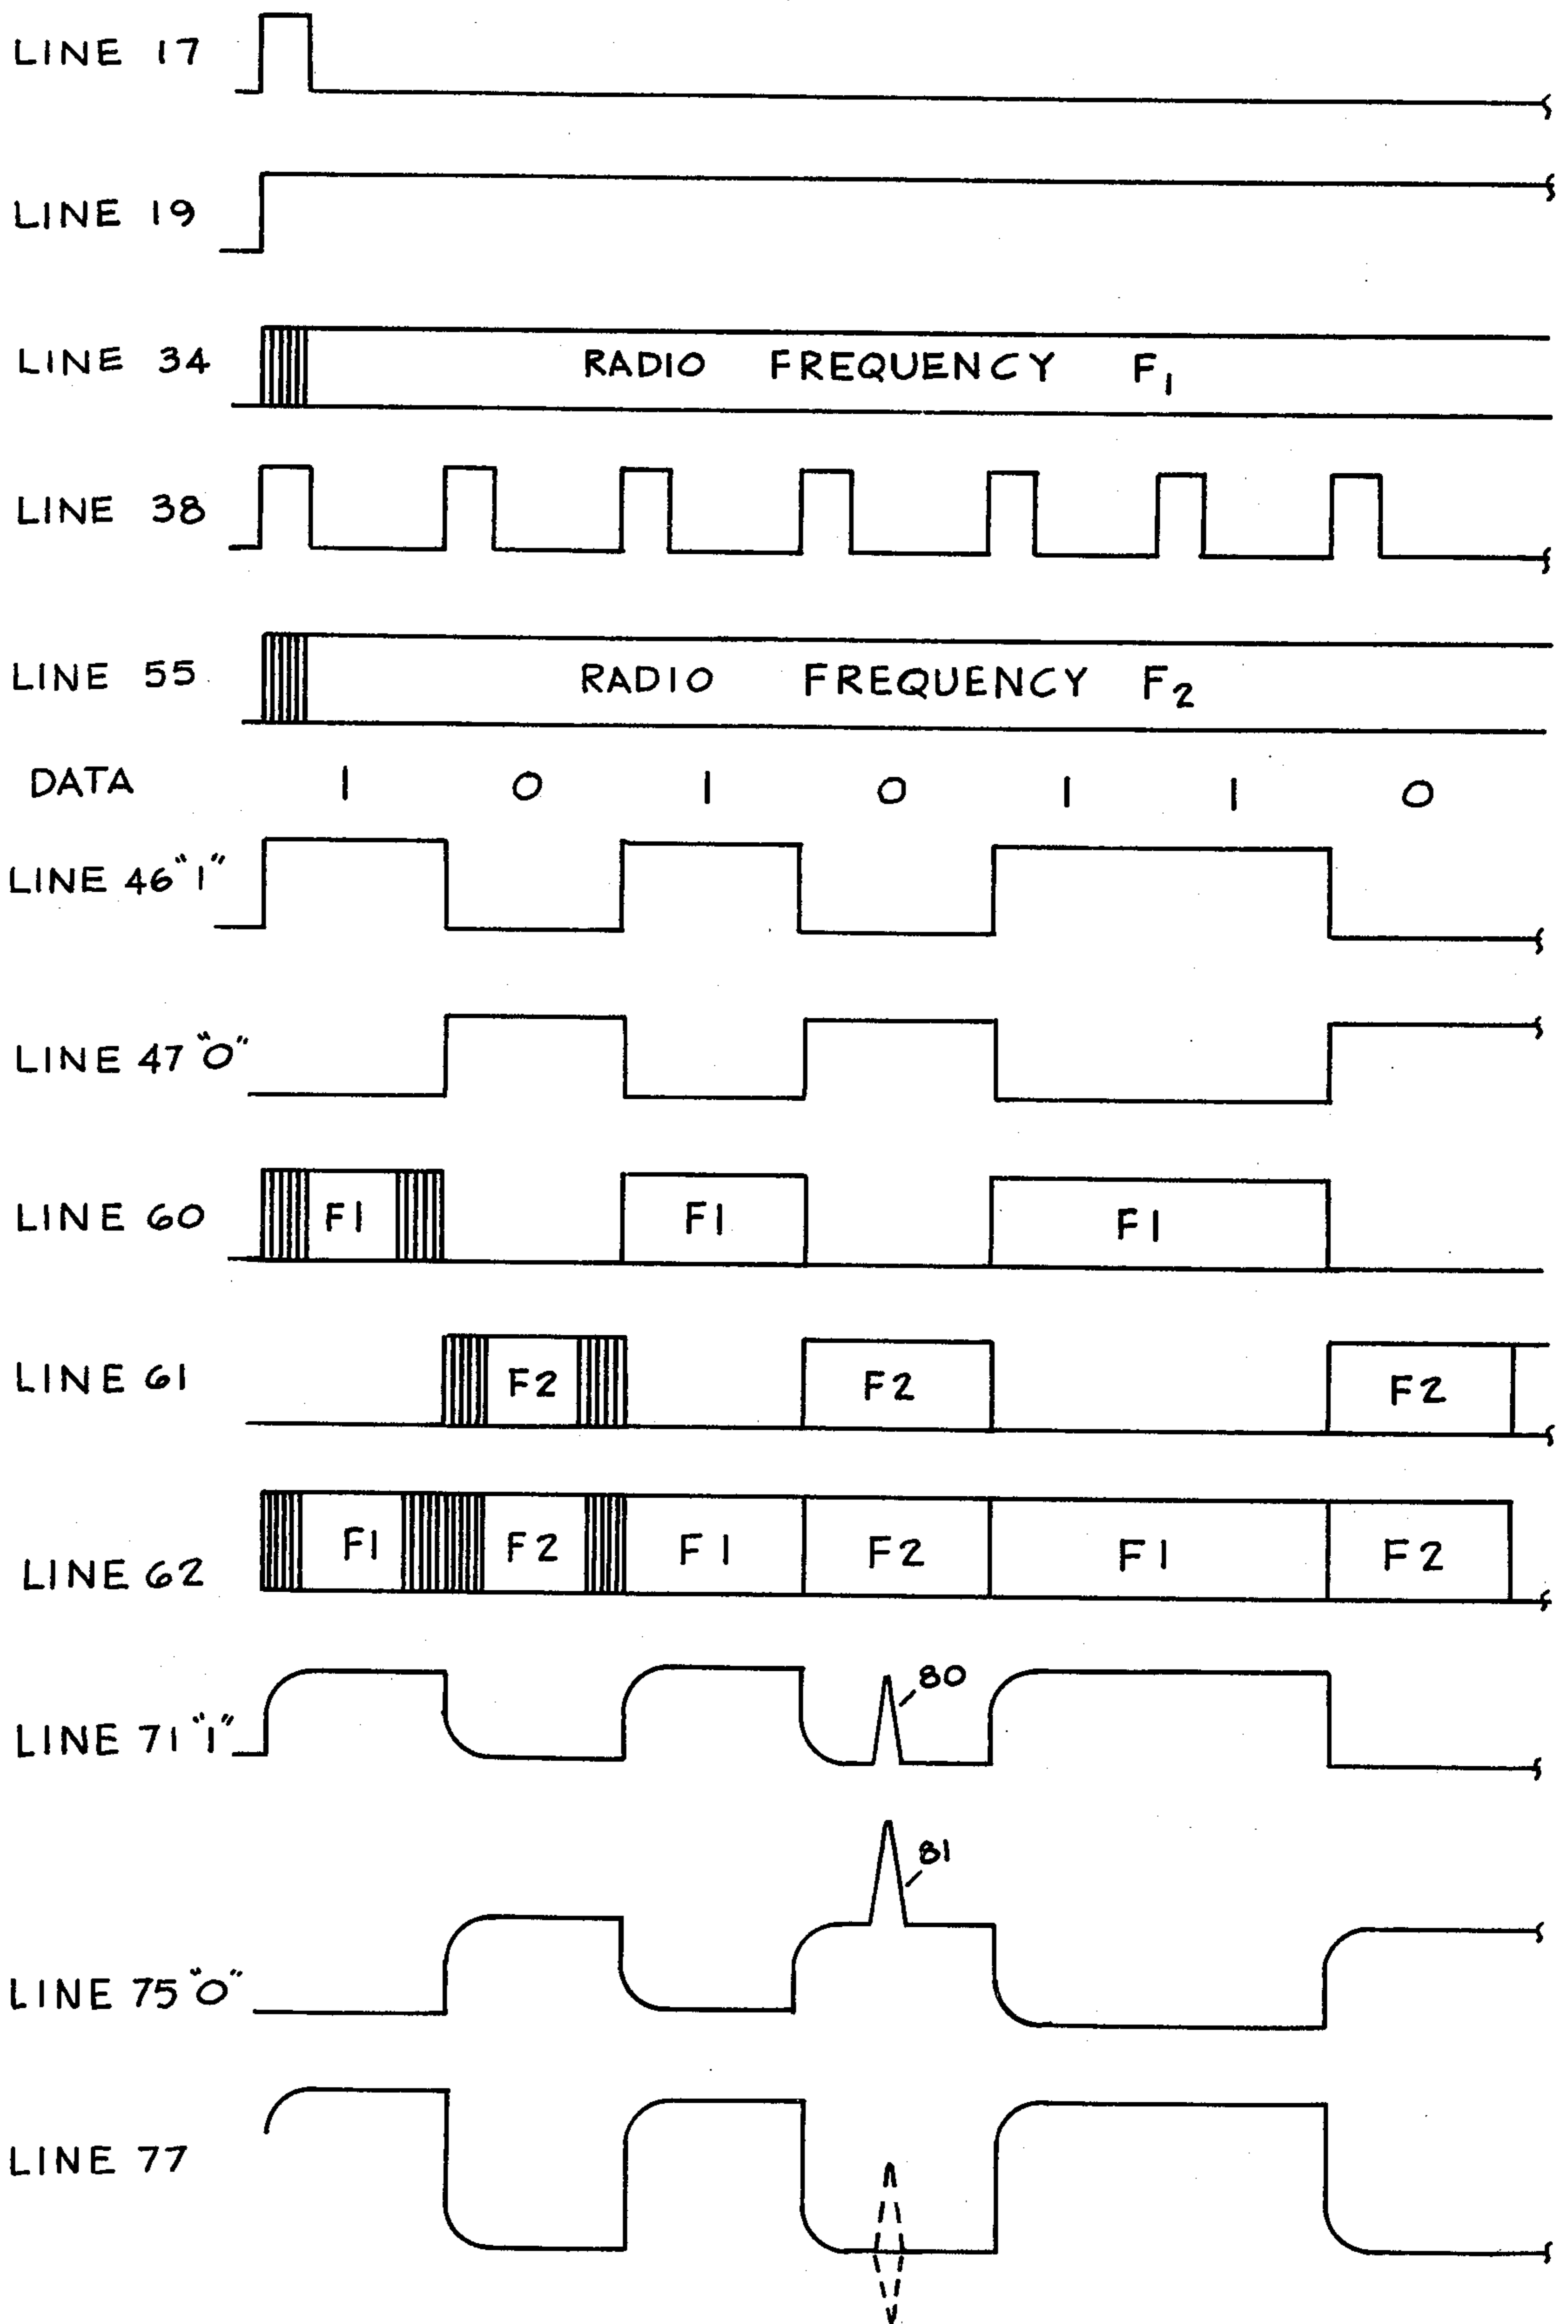 LINE 17
LINE 19
LINE 34 RADIO FREQUENCY F₁
LINE 38
LINE 55 RADIO FREQUENCY F₂
DATA 1 0 1 0 1 1 0
LINE 46 "1"
LINE 47 "0"
LINE 60 F1 F1 F1
LINE 61 F2 F2 F2
LINE 62 F1 F2 F1 F2 F1 F2
LINE 71 "1" 80
81
LINE 75 "0"
LINE 77